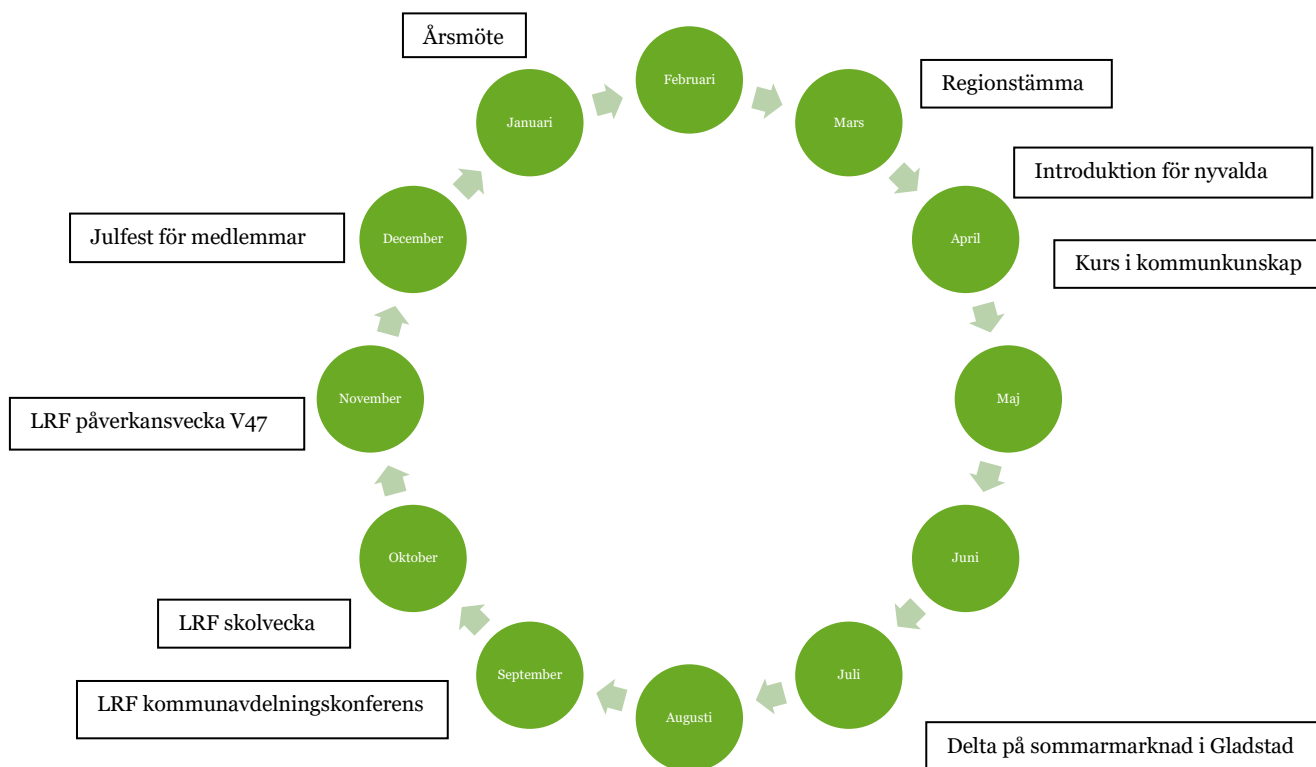 Årsmöte
Februari
Regionstämma
Januari
Mars
Introduktion för nyvalda
Julfest för medlemmar
December
April
Kurs i kommunkunskap
November
Maj
LRF påverkansvecka V47
Oktober
Juni
LRF skolvecka
September
Juli
LRF kommunavdelningskonferens
Augusti
Delta på sommarmarknad i Gladstad